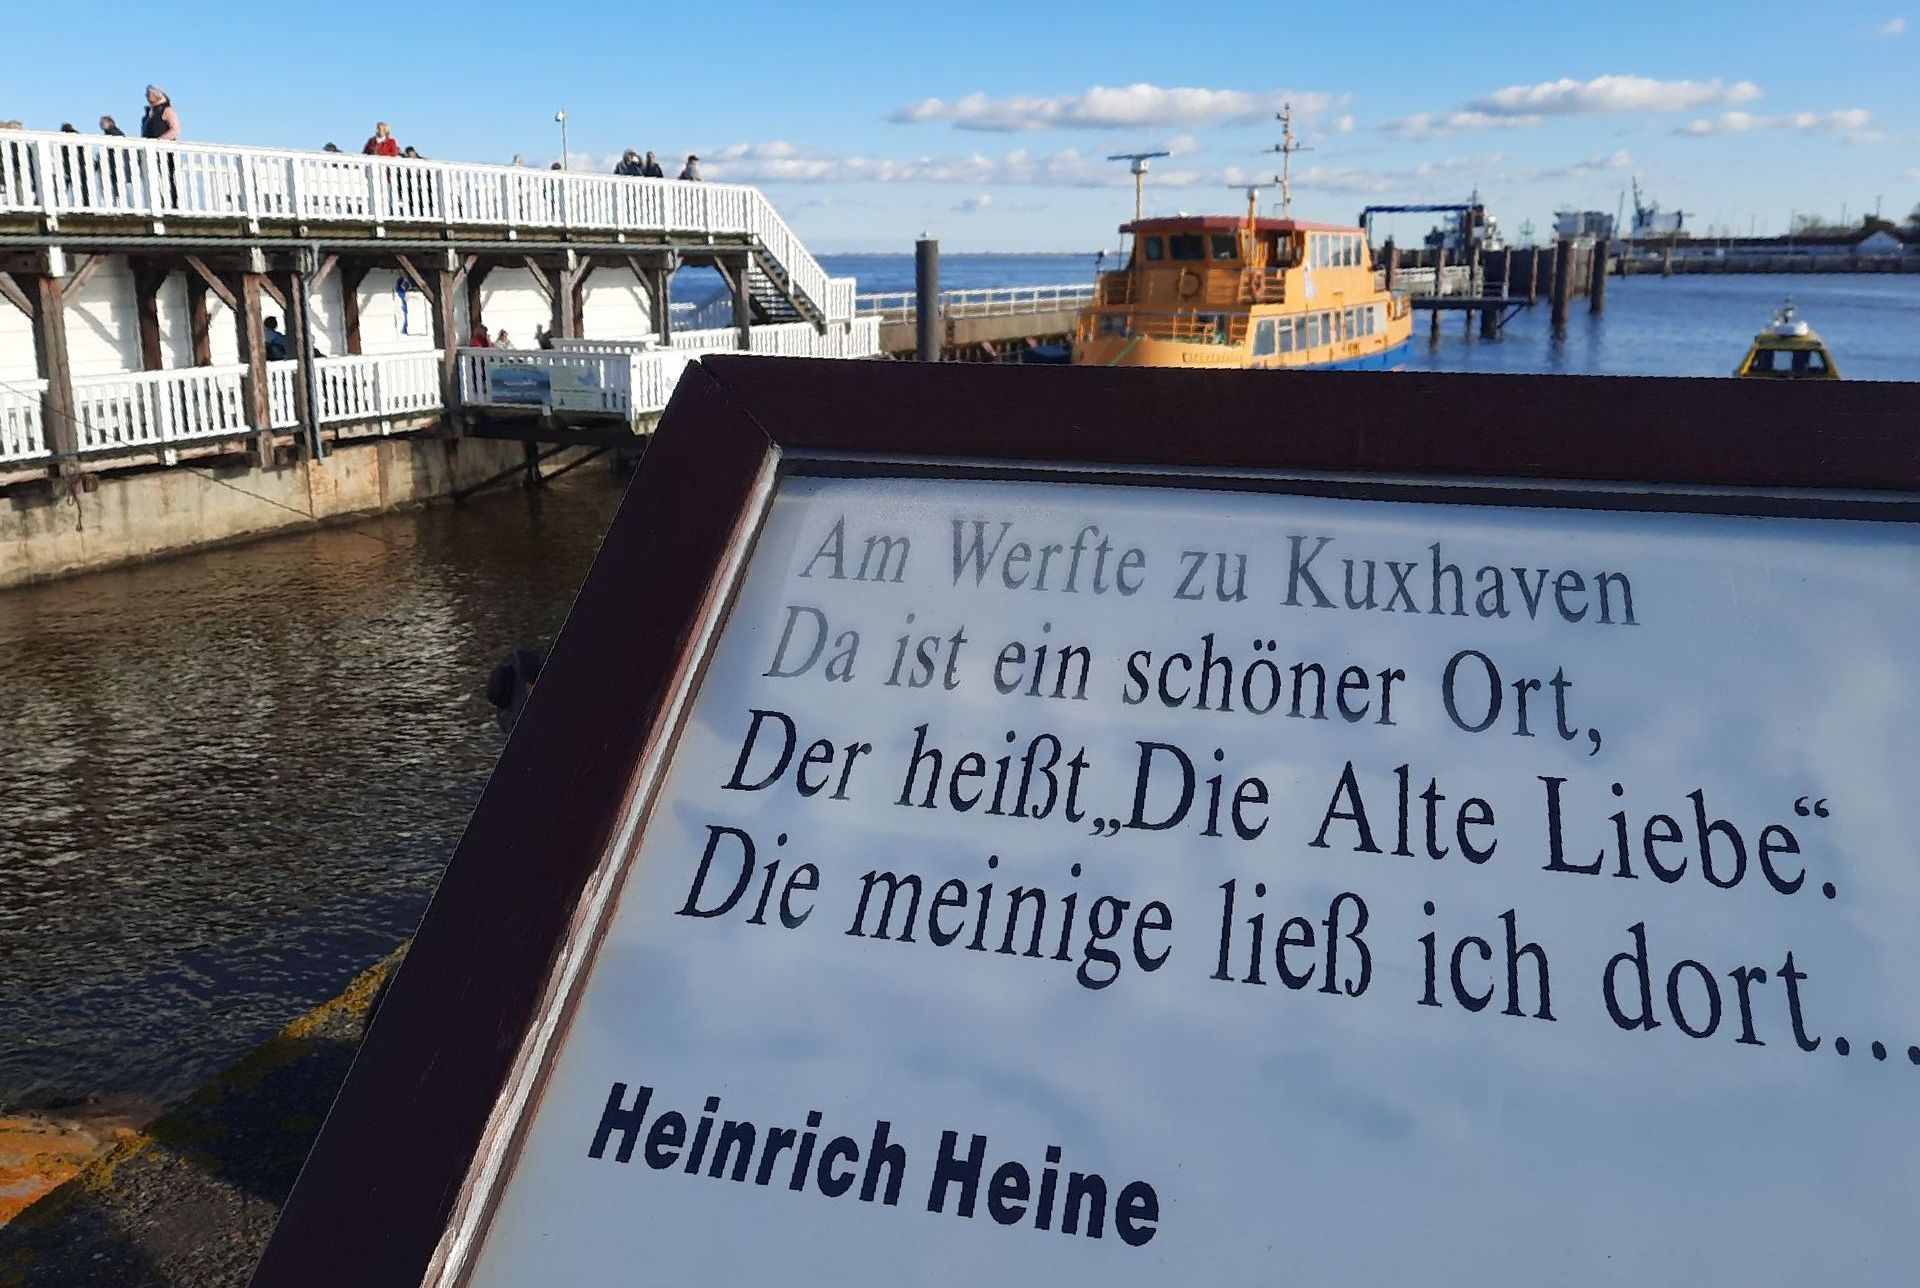 Am Werfte zu Kuxhaven
Da ist ein schöner Ort,
Der heißt „Die Alte Liebe“.
Die meinige ließ ich dort...
Heinrich Heine